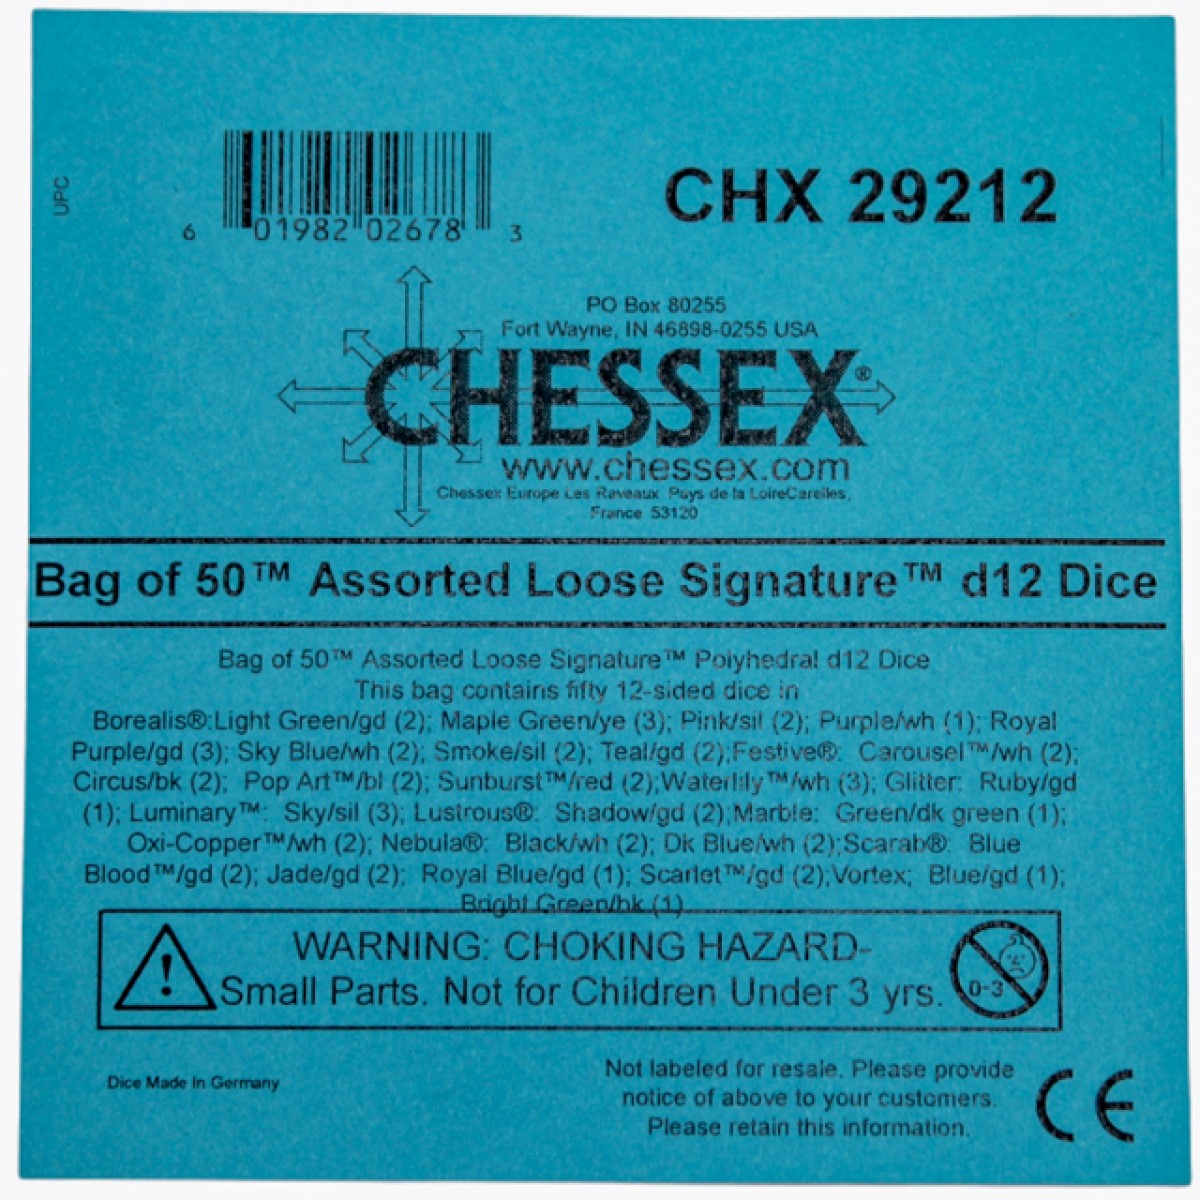 UPC
6 01982 02678 3
CHX 29212
PO Box 80255
Fort Wayne, IN 46898-0255 USA
CHESSEX®
www.chessex.com
Chessex Europe Les Raveaux Pays de la LoireCarelles,
France 53120
Bag of 50™ Assorted Loose Signature™ d12 Dice
Bag of 50™ Assorted Loose Signature™ Polyhedral d12 Dice
This bag contains fifty 12-sided dice in
Borealis®:Light Green/gd (2); Maple Green/ye (3); Pink/sil (2); Purple/wh (1); Royal
Purple/gd (3); Sky Blue/wh (2); Smoke/sil (2); Teal/gd (2);Festive®: Carousel™/wh (2);
Circus/bk (2); Pop Art™/bl (2); Sunburst™/red (2);Waterlily™/wh (3); Glitter: Ruby/gd
(1); Luminary™: Sky/sil (3); Lustrous®: Shadow/gd (2),Marble: Green/dk green (1);
Oxi-Copper™/wh (2); Nebula®: Black/wh (2); Dk Blue/wh (2);Scarab®: Blue
Blood™/gd (2); Jade/gd (2); Royal Blue/gd (1); Scarlet™/gd (2),Vortex; Blue/gd (1);
Bright Green/bk (1)
WARNING: CHOKING HAZARD-
Small Parts. Not for Children Under 3 yrs.
0-3
Dice Made In Germany
Not labeled for resale. Please provide
notice of above to your customers.
Please retain this information.
CE